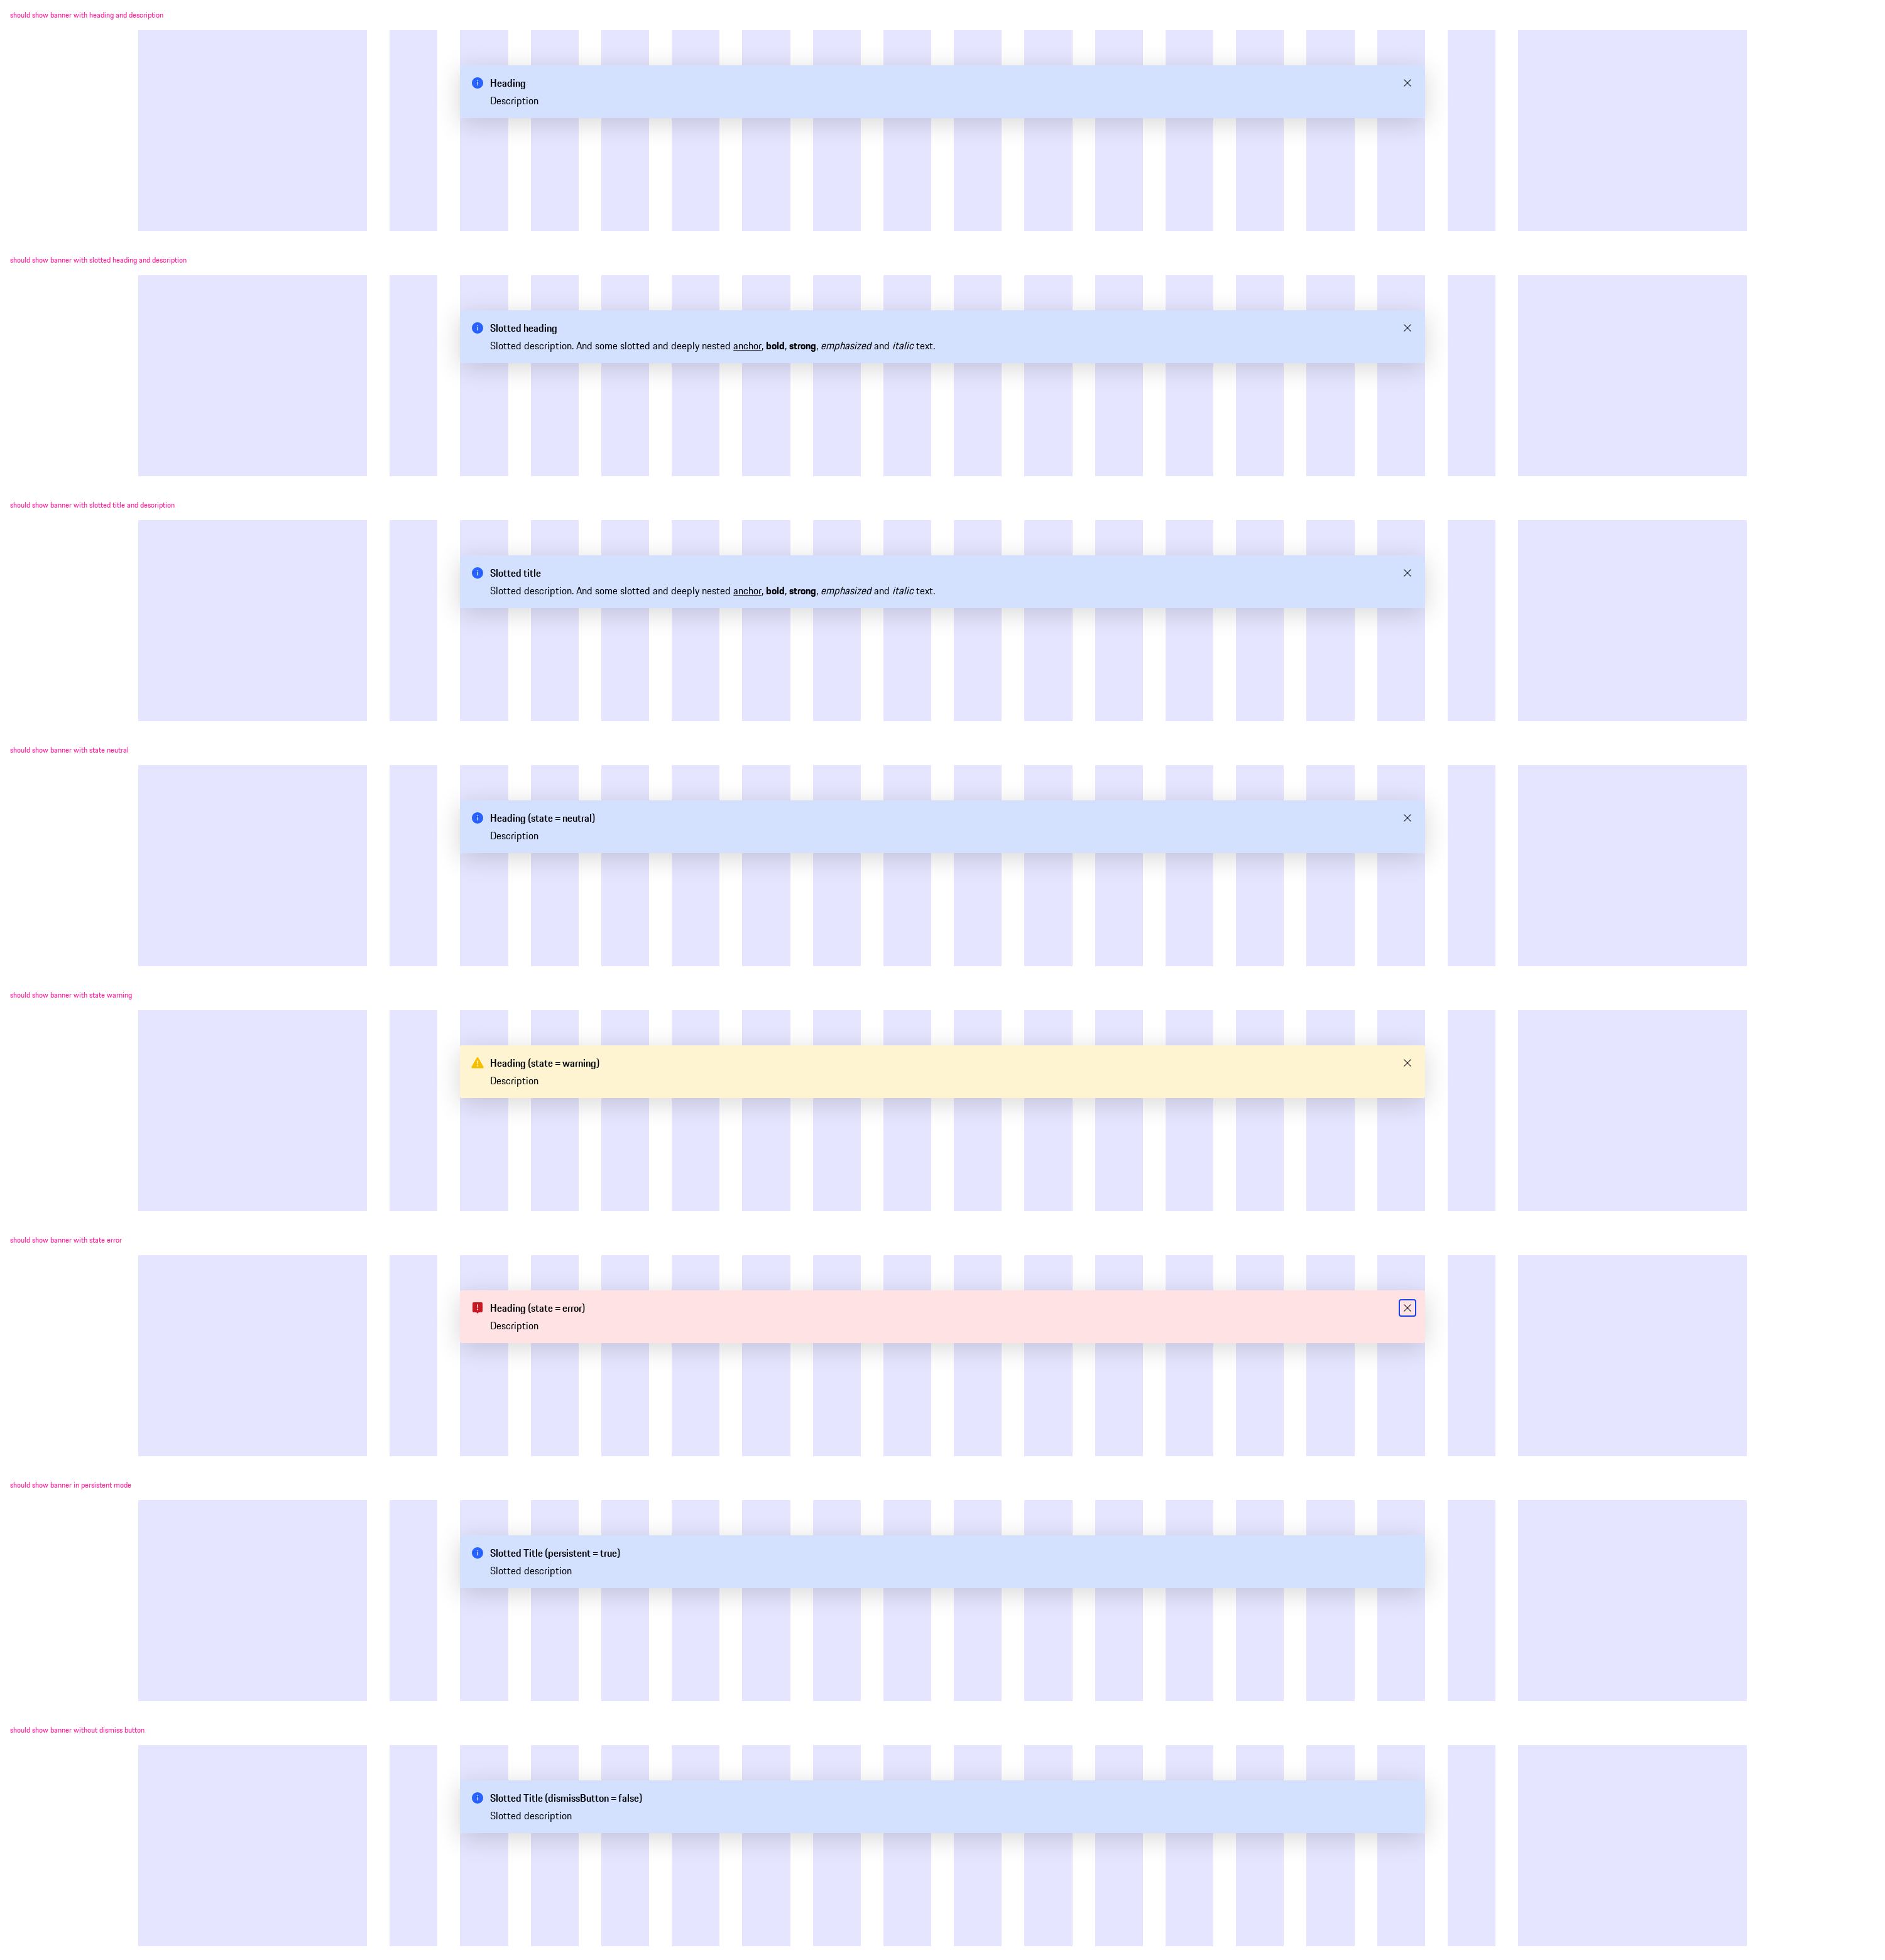 should show banner with heading and description
Heading
Description
should show banner with slotted heading and description
Slotted heading
Slotted description. And some slotted and deeply nested anchor, bold, strong, emphasized and italic text.
should show banner with slotted title and description
Slotted title
Slotted description. And some slotted and deeply nested anchor, bold, strong, emphasized and italic text.
should show banner with state neutral
Heading (state = neutral)
Description
should show banner with state warning
Heading (state = warning)
Description
should show banner with state error
Heading (state = error)
Description
should show banner in persistent mode
Slotted Title (persistent = true)
Slotted description
should show banner without dismiss button
Slotted Title (dismissButton = false)
Slotted description